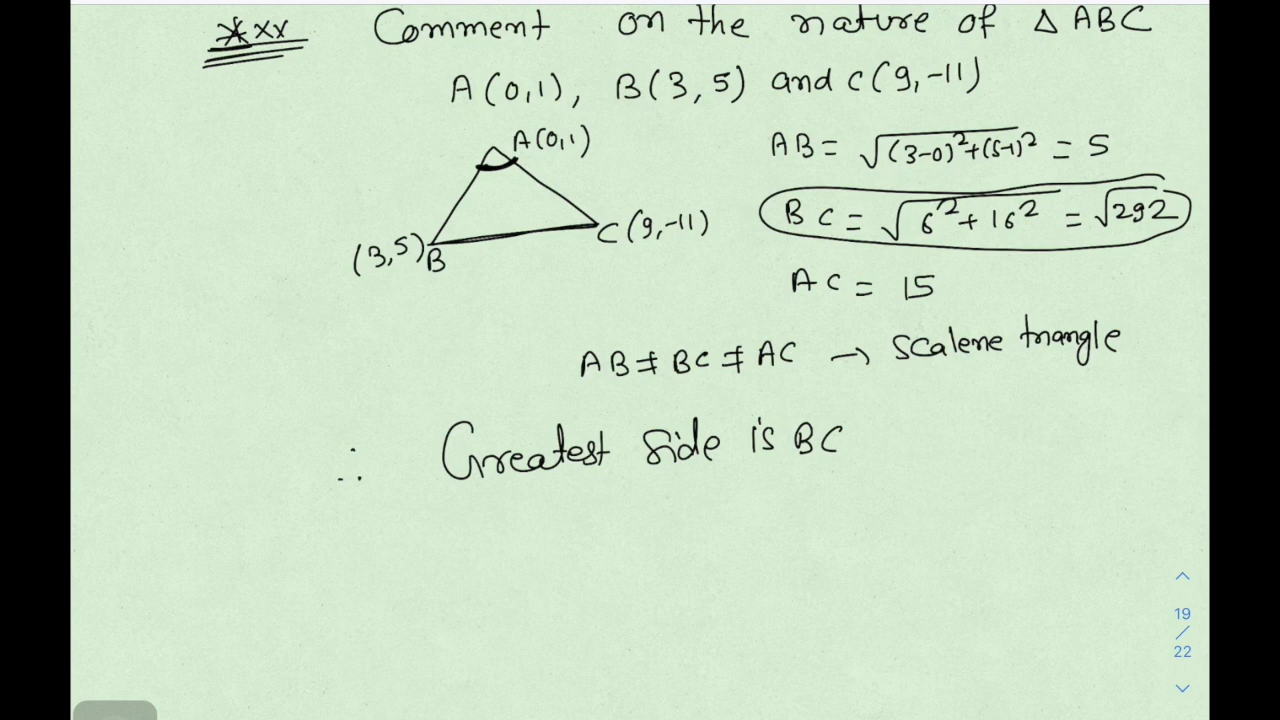 *xx Comment on the nature of △ ABC
A(0,1), B(3,5) and C(9,-11)
A(0,1)
AB = √(3-0)²+(5-1)² = 5
(3,5) B
C(9,-11)
BC = √6²+16² = √292
AC = 15
AB ≠ BC ≠ AC → scalene triangle
∴ Greatest side is BC
19
/
22